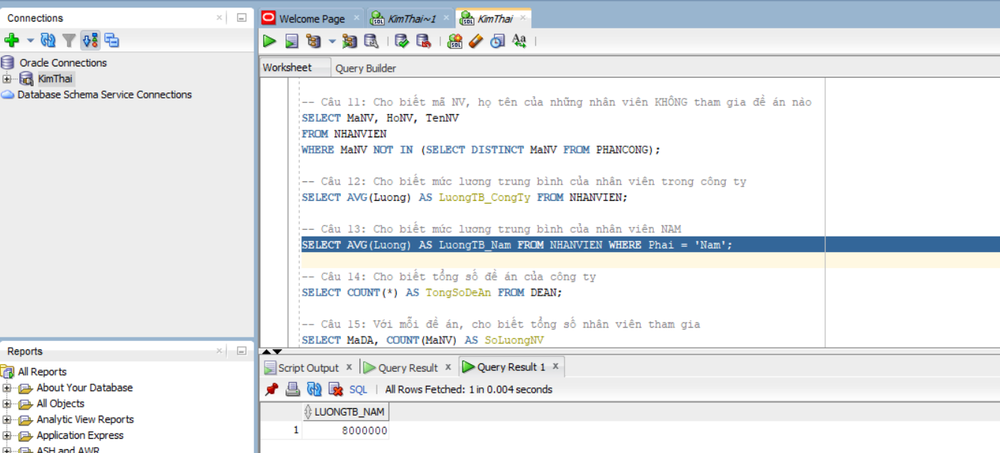 Connections
Welcome Page
KimThai~1
KimThai
Oracle Connections
KimThai
Database Schema Service Connections
Worksheet
Query Builder
-- Câu 11: Cho biết mã NV, họ tên của những nhân viên KHÔNG tham gia đề án nào
SELECT MaNV, HoNV, TenNV
FROM NHANVIEN
WHERE MaNV NOT IN (SELECT DISTINCT MaNV FROM PHANCONG);
-- Câu 12: Cho biết mức lương trung bình của nhân viên trong công ty
SELECT AVG(Luong) AS LuongTB_CongTy FROM NHANVIEN;
-- Câu 13: Cho biết mức lương trung bình của nhân viên NAM
SELECT AVG(Luong) AS LuongTB_Nam FROM NHANVIEN WHERE Phai = 'Nam';
-- Câu 14: Cho biết tổng số đề án của công ty
SELECT COUNT(*) AS TongSoDeAn FROM DEAN;
-- Câu 15: Với mỗi đề án, cho biết tổng số nhân viên tham gia
SELECT MaDA, COUNT(MaNV) AS SoLuongNV
Reports
All Reports
About Your Database
All Objects
Analytic View Reports
Application Express
ASH and AWR
Script Output
Query Result
Query Result 1
SQL
All Rows Fetched: 1 in 0.004 seconds
LUONGTB_NAM
1 8000000